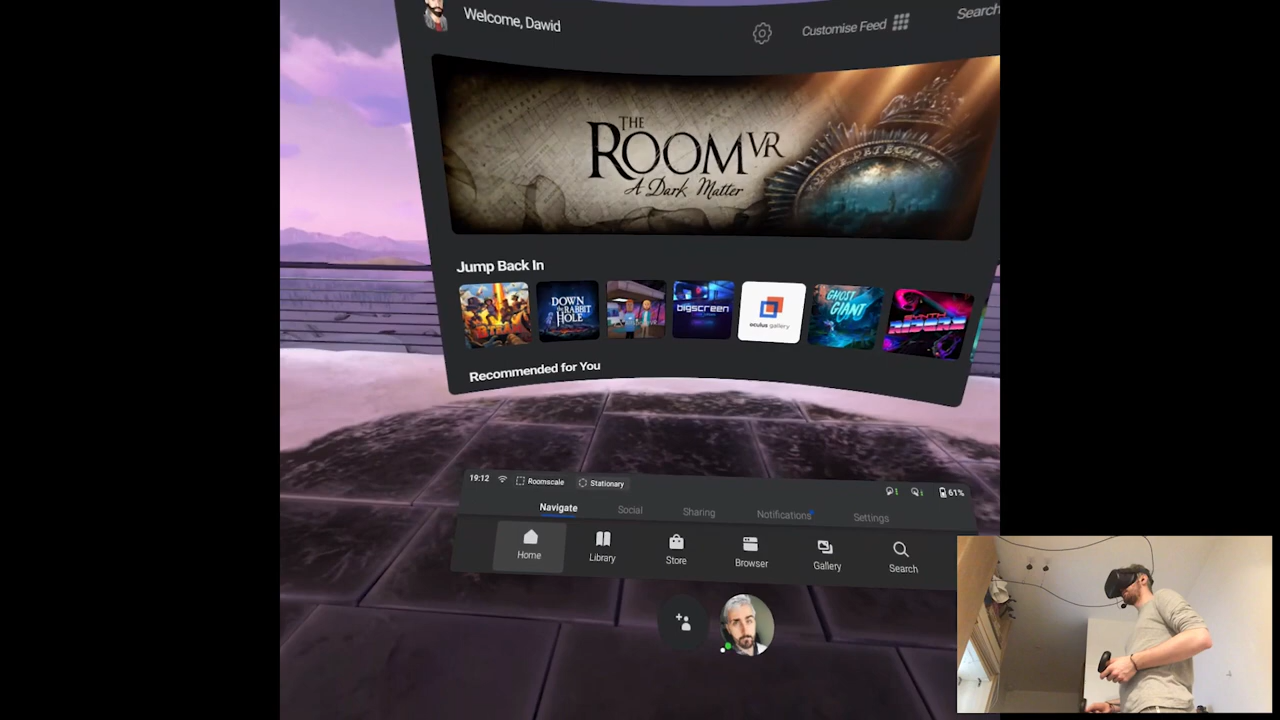 Welcome, Dawid
Customise Feed
Search
THE
ROOM VR
A Dark Matter
POLICE DETECTIVE
Jump Back In
DOWN
the RABBIT
HOLE
bigscreen
oculus gallery
GHOST
GIANT
SYNTH
RIDERS
Recommended for You
19:12
Roomscale
Stationary
61%
Navigate
Social
Sharing
Notifications
Settings
Home
Library
Store
Browser
Gallery
Search